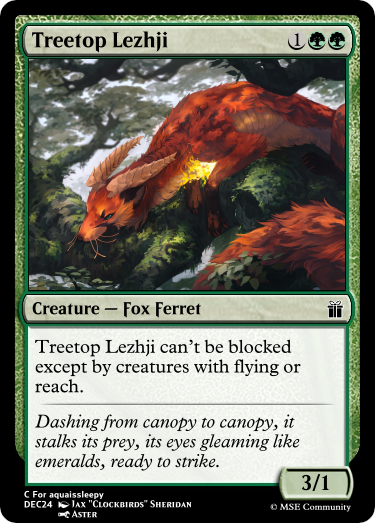 Treetop Lezhji 1
Creature — Fox Ferret
Treetop Lezhji can't be blocked
except by creatures with flying or
reach.
Dashing from canopy to canopy, it
stalks its prey, its eyes gleaming like
emeralds, ready to strike.
3/1
C For aquaissleepy
DEC24 Jax "Clockbirds" Sheridan
Aster
© MSE Community